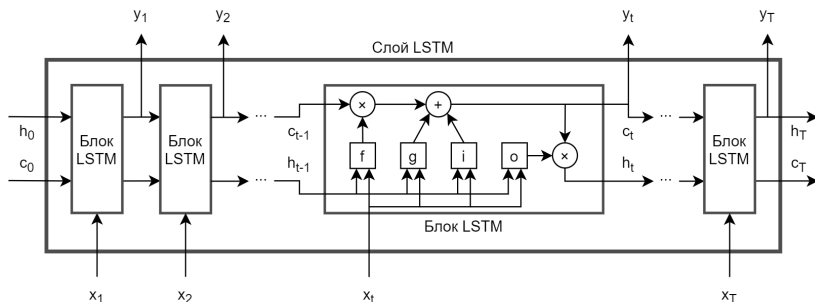 y1 y2 yt yT
Слой LSTM
h0
c0
Блок
LSTM
Блок
LSTM
...
...
ct-1
ht-1
×
+
f
g
i
o
×
Блок LSTM
ct
ht
...
...
Блок
LSTM
hT
cT
x1 x2 xt xT